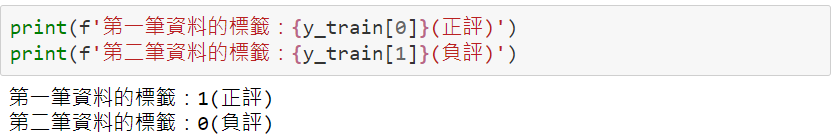 print(f'第一筆資料的標籤：{y_train[0]}(正評)')
print(f'第二筆資料的標籤：{y_train[1]}(負評)')
第一筆資料的標籤：1(正評)
第二筆資料的標籤：0(負評)